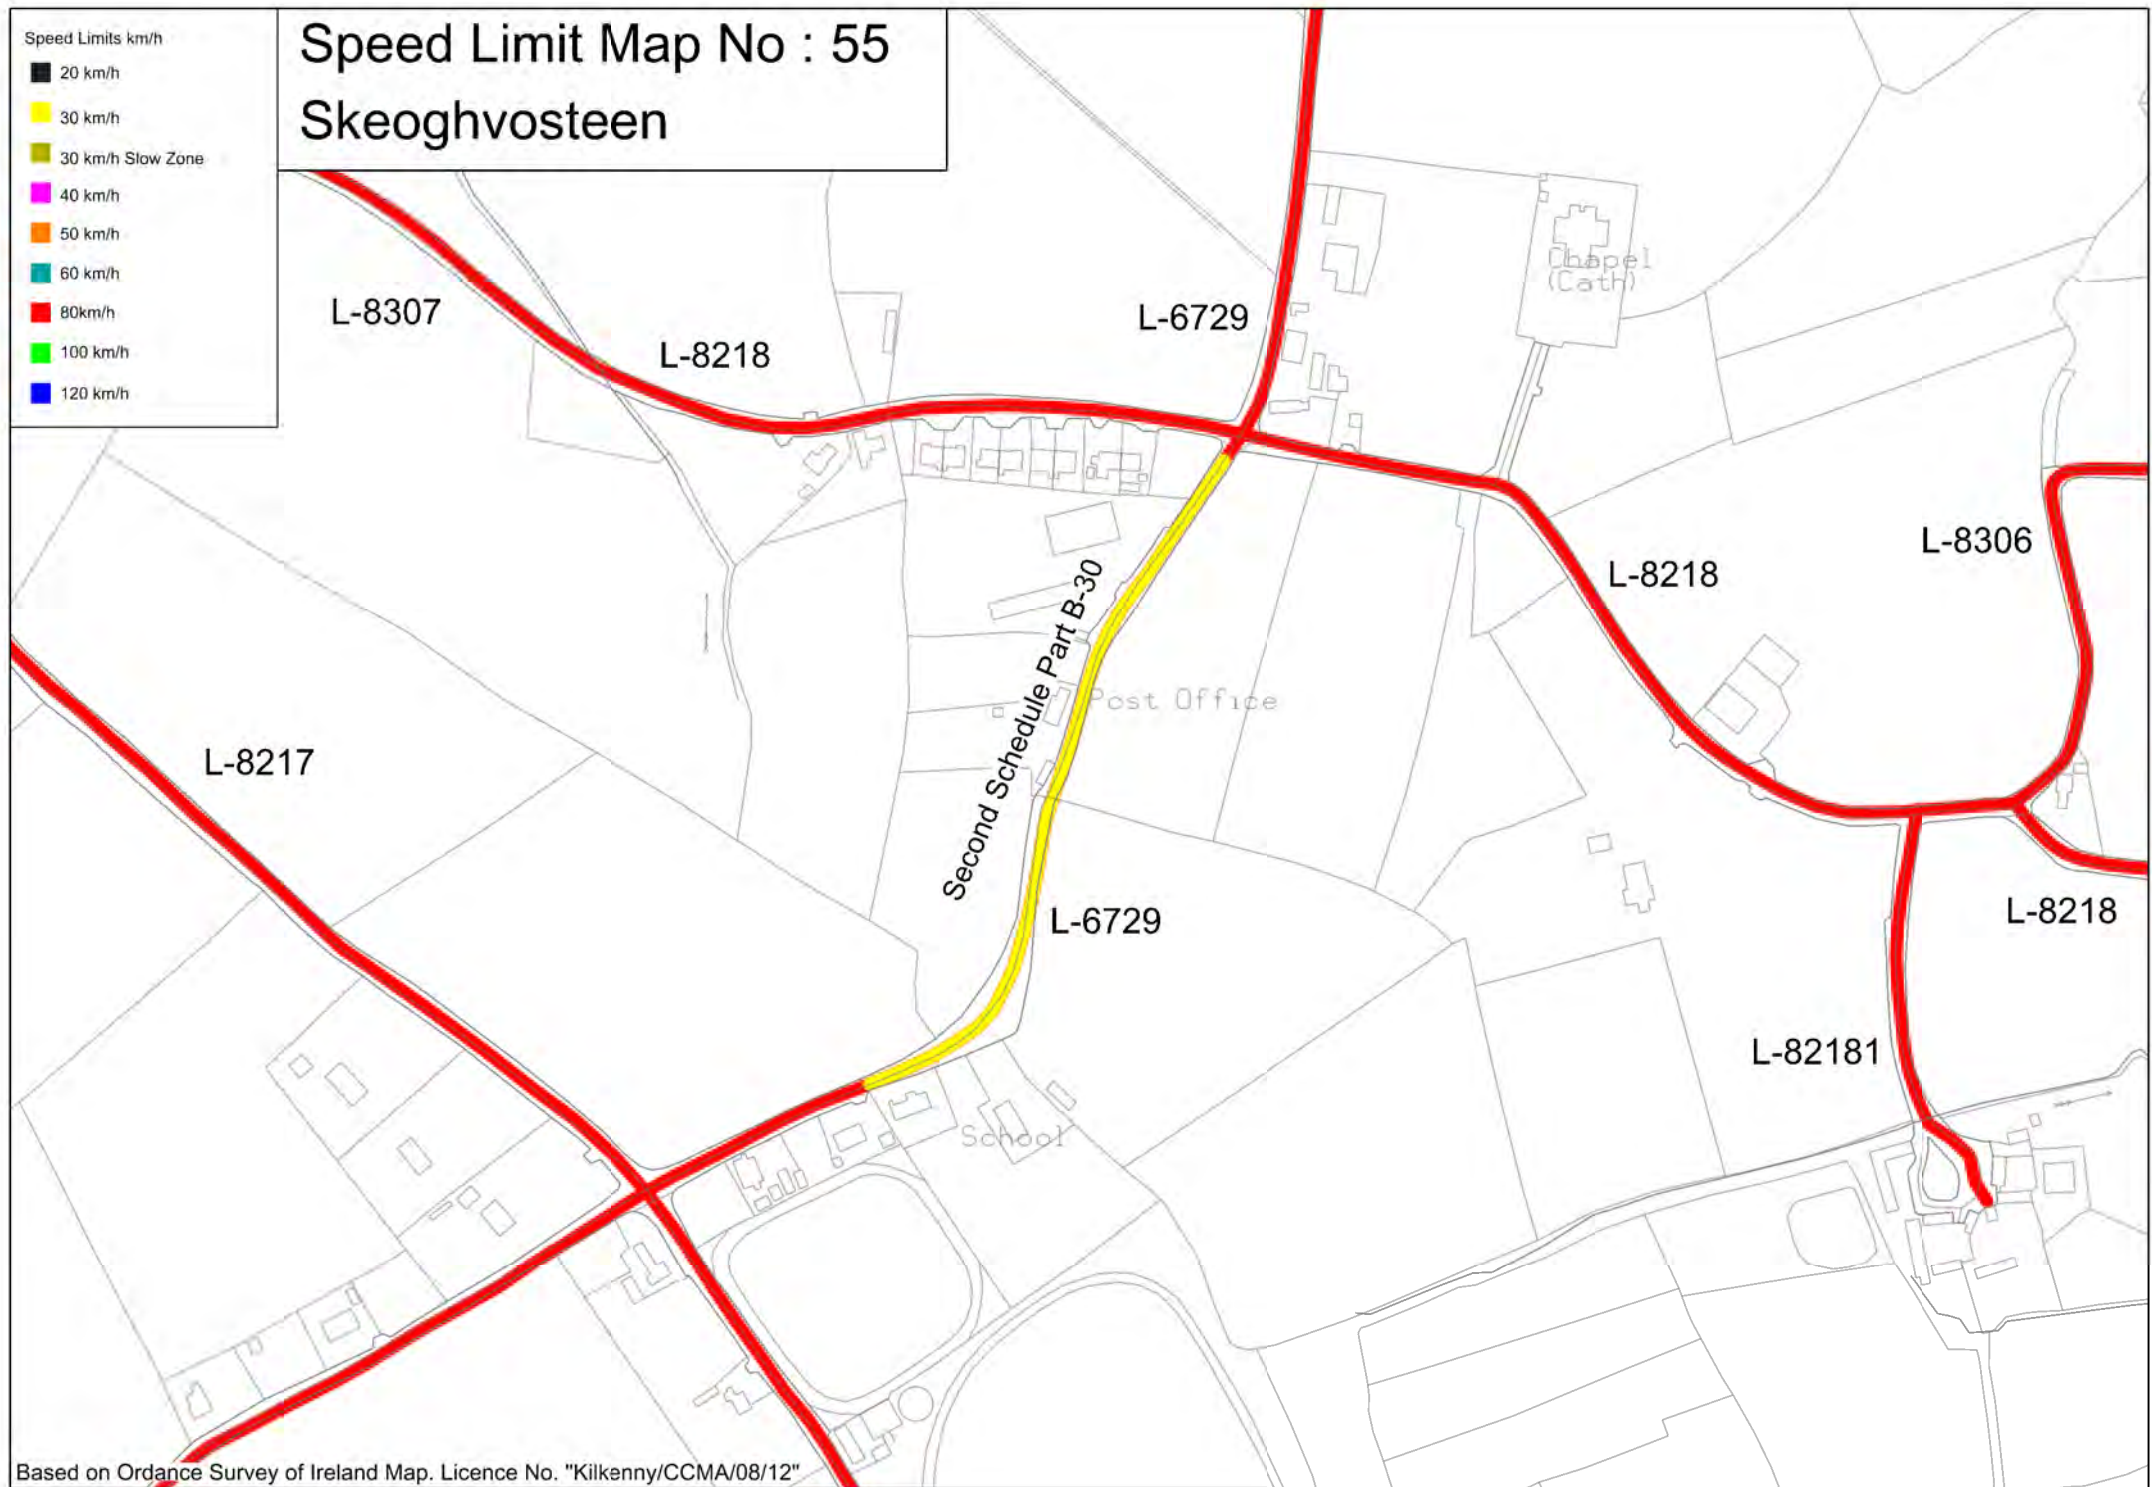 Speed Limits km/h
20 km/h
30 km/h
30 km/h Slow Zone
40 km/h
50 km/h
60 km/h
80km/h
100 km/h
120 km/h
Speed Limit Map No : 55
Skeoghvosteen
L-8307
L-8218
L-6729
Chapel
(Cath)
L-8306
L-8218
Second Schedule Part B-30
Post Office
L-8217
L-6729
L-8218
L-82181
School
Based on Ordance Survey of Ireland Map. Licence No. "Kilkenny/CCMA/08/12"